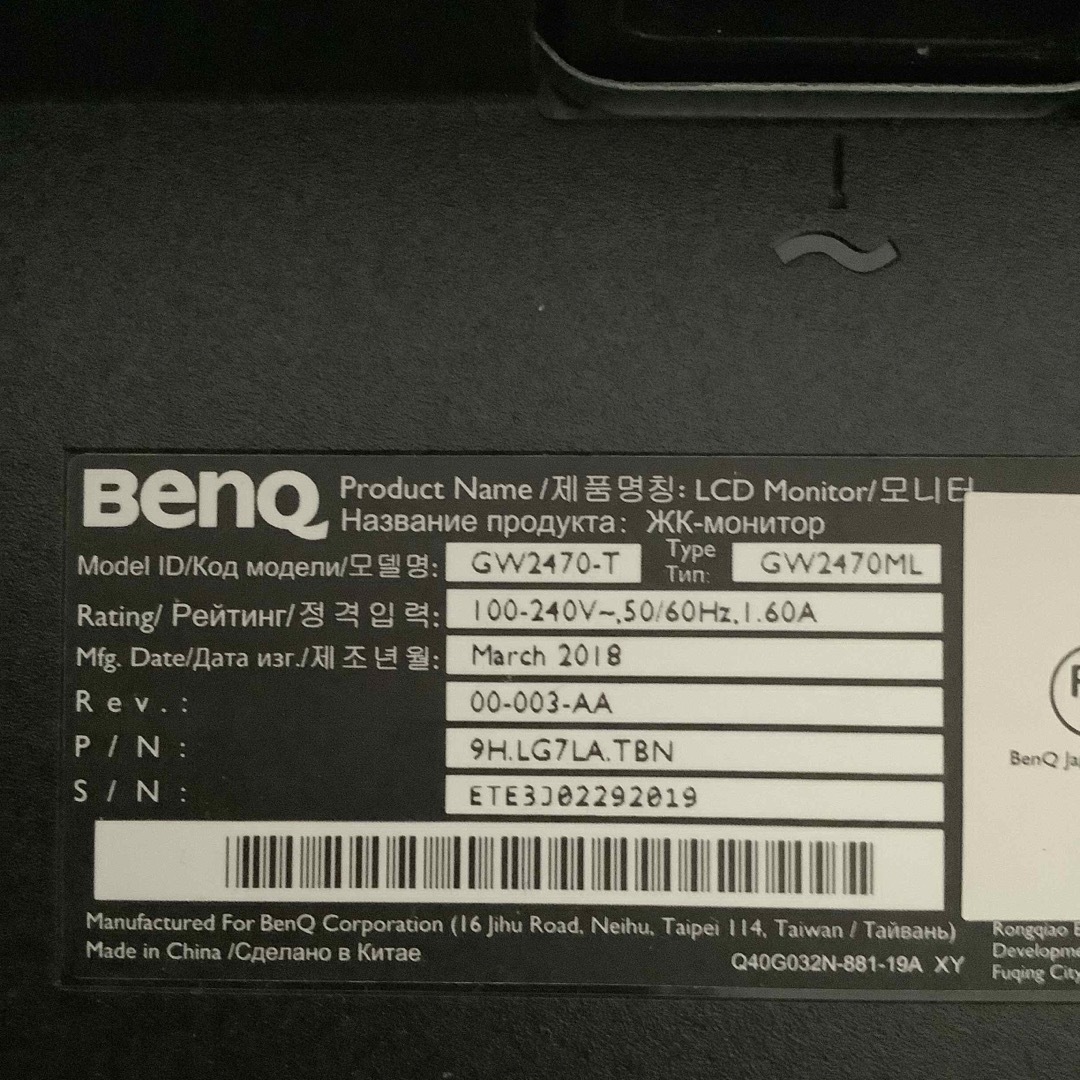 BenQ
Product Name /제품명칭: LCD Monitor/모니터
Название продукта: ЖК-монитор
Model ID/Код модели/모델명: GW2470-T Type Тип: GW2470ML
Rating/ Рейтинг/정격입력: 100-240V~,50/60Hz,1.60A
Mfg. Date/Дата изг./제조년월: March 2018
Rev.: 00-003-AA
P/N: 9H.LG7LA.TBN
S/N: ETE3J02292019
BenQ
Manufactured For BenQ Corporation (16 Jihu Road, Neihu, Taipei 114, Taiwan / Тайвань)
Made in China /Сделано в Китае
Q40G032N-881-19A XY
Rongqiao
Fuqing City